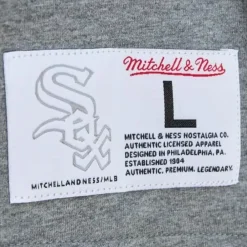 Sox
Mitchell & Ness
L
MITCHELL & NESS NOSTALGIA CO.
AUTHENTIC LICENSED APPAREL
DESIGNED IN PHILADELPHIA, PA.
ESTABLISHED 1904
AUTHENTIC. PREMIUM. LEGENDARY.
MITCHELLANDNESS/MLB